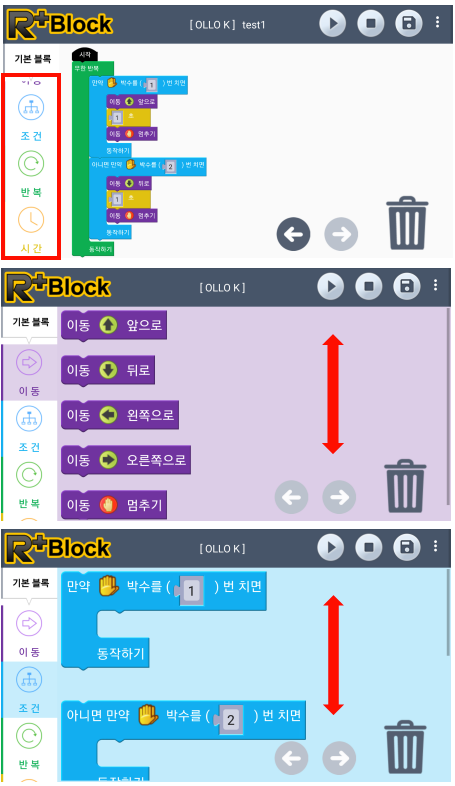 R+Block
[ OLLO K ] test1
기본 블록
이동
조 건
반 복
시 간
시작
무한 반복
만약 박수를 ( 1 ) 번 치면
이동 앞으로
1 초
이동 멈추기
동작하기
아니면 만약 박수를 ( 2 ) 번 치면
이동 뒤로
1 초
이동 멈추기
동작하기
동작하기
R+Block
[ OLLO K ]
기본 블록
이 동
조 건
반 복
이동 앞으로
이동 뒤로
이동 왼쪽으로
이동 오른쪽으로
이동 멈추기
R+Block
[ OLLO K ]
기본 블록
이 동
조 건
반 복
만약 박수를 ( 1 ) 번 치면
동작하기
아니면 만약 박수를 ( 2 ) 번 치면
동작하기